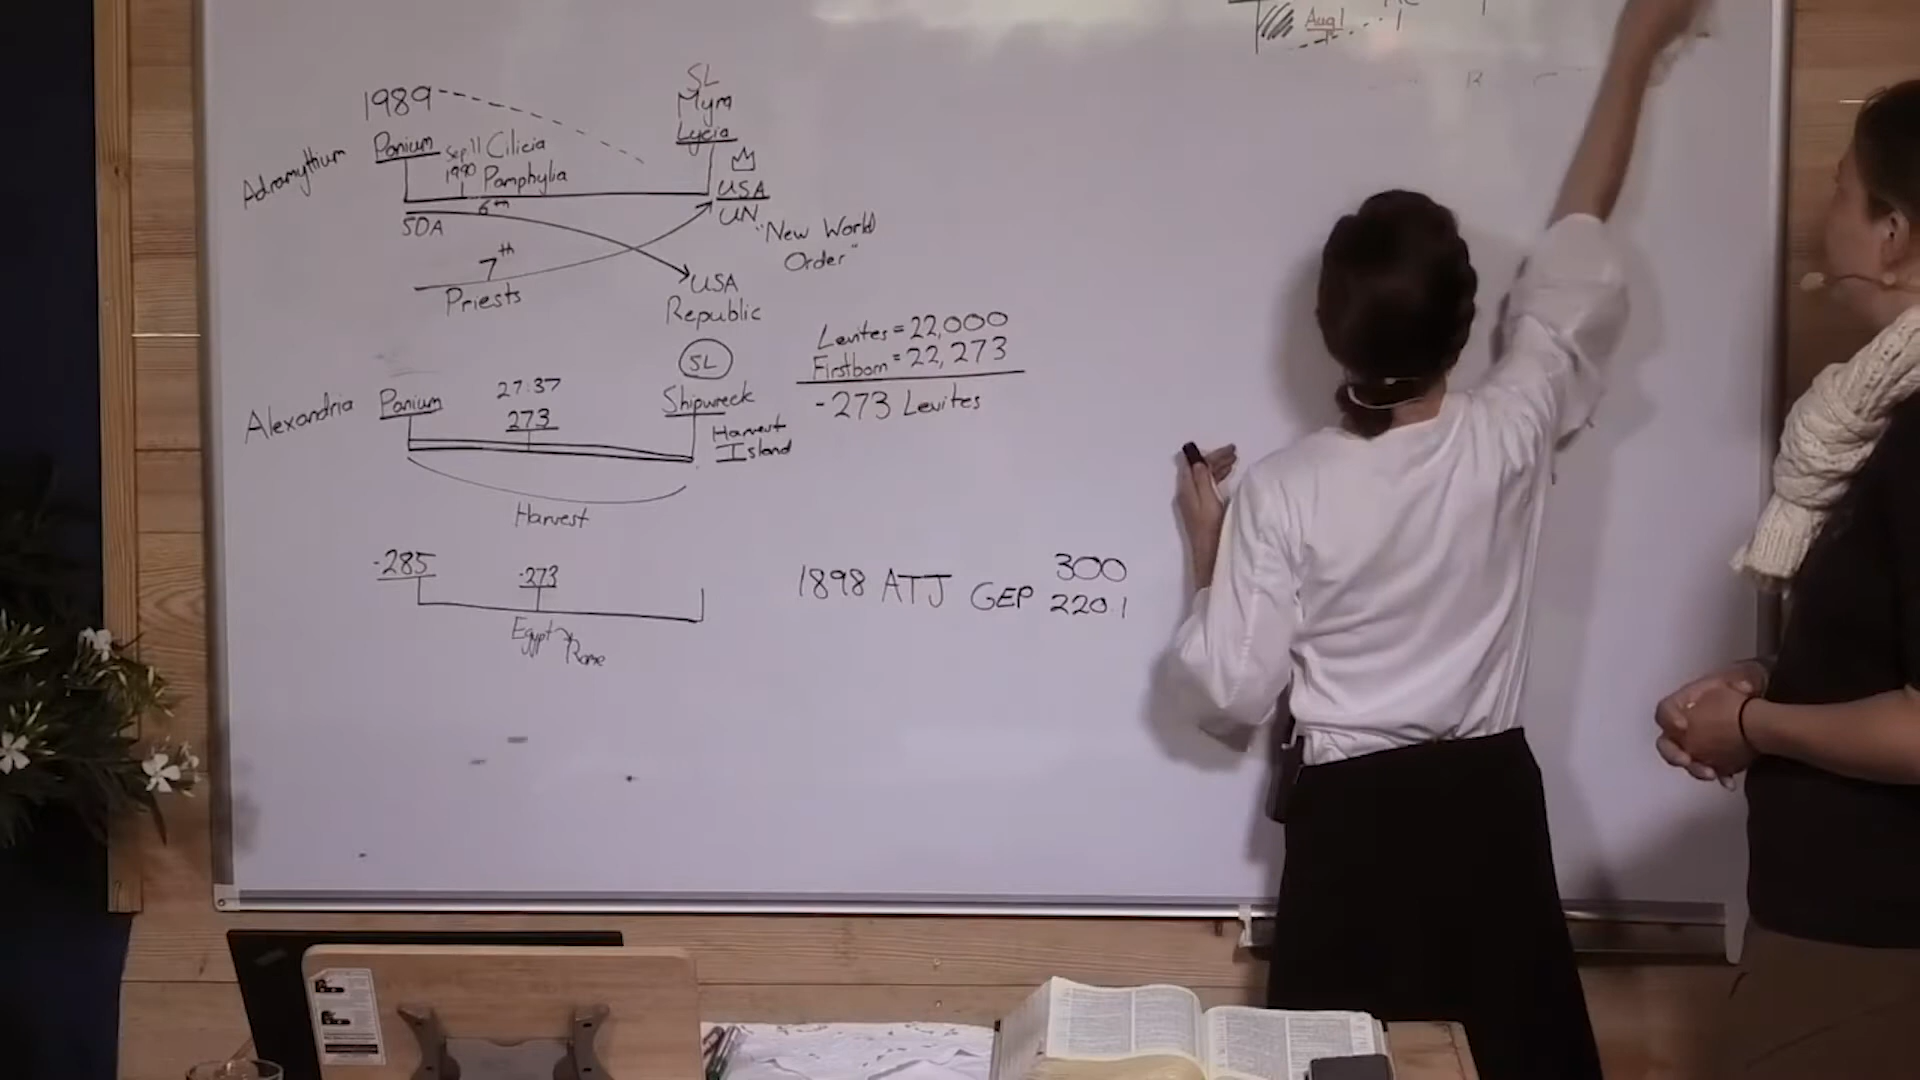 Aug 1
1989
SL
Myra
Lycia
Adramyttium
Panium
Sep. 11
1990
Cilicia
Pamphylia
6th
SDA
USA
UN
"New World
Order"
7th
Priests
USA
Republic
Levites = 22,000
Firstborn = 22,273
-273 Levites
SL
Alexandria
Panium
27:37
273
Shipwreck
Harvest
Island
Harvest
-285
-273
Egypt
Rome
1898 ATJ
GEP
300
220.1